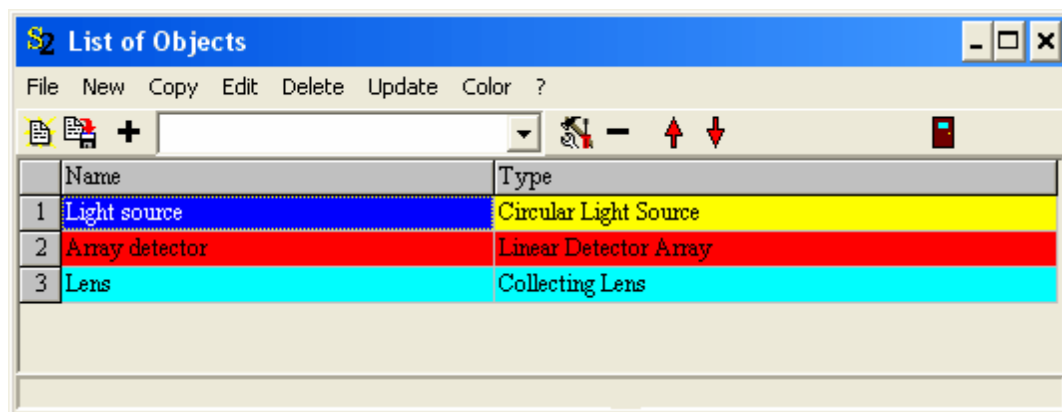 S2 List of Objects
File New Copy Edit Delete Update Color ?
Name Type
1 Light source Circular Light Source
2 Array detector Linear Detector Array
3 Lens Collecting Lens